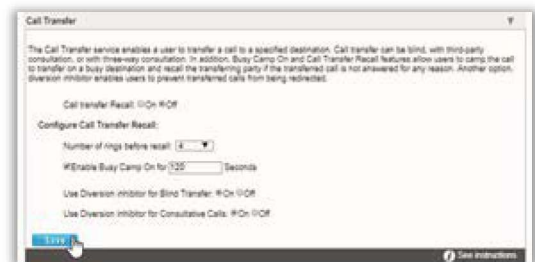 Call Transfer
The Call Transfer service enables a user to transfer a call to a specified destination. Call transfer can be blind, with third-party
consultation, or with three-way consultation. In addition, Busy Camp On and Call Transfer Recall features allow users to camp the call
to transfer on a busy destination and recall the transferring party if the transferred call is not answered for any reason. Another option,
diversion inhibitor enables users to prevent transferred calls from being redirected.
Call transfer Recall: On Off
Configure Call Transfer Recall:
Number of rings before recall: 4
Enable Busy Camp On for 120 Seconds
Use Diversion inhibitor for Blind Transfer: On Off
Use Diversion inhibitor for Consultative Calls: On Off
Save
See instructions